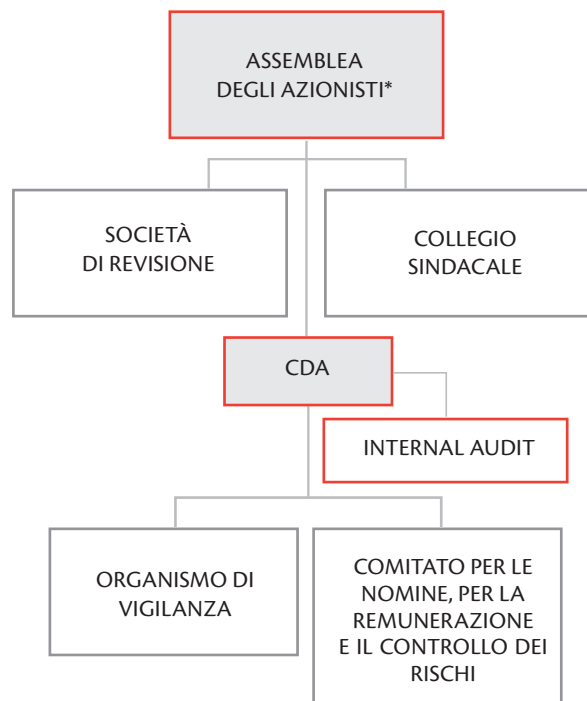 ASSEMBLEA
DEGLI AZIONISTI*
SOCIETÀ
DI REVISIONE
COLLEGIO
SINDACALE
CDA
INTERNAL AUDIT
ORGANISMO DI
VIGILANZA
COMITATO PER LE
NOMINE, PER LA
REMUNERAZIONE
E IL CONTROLLO DEI
RISCHI